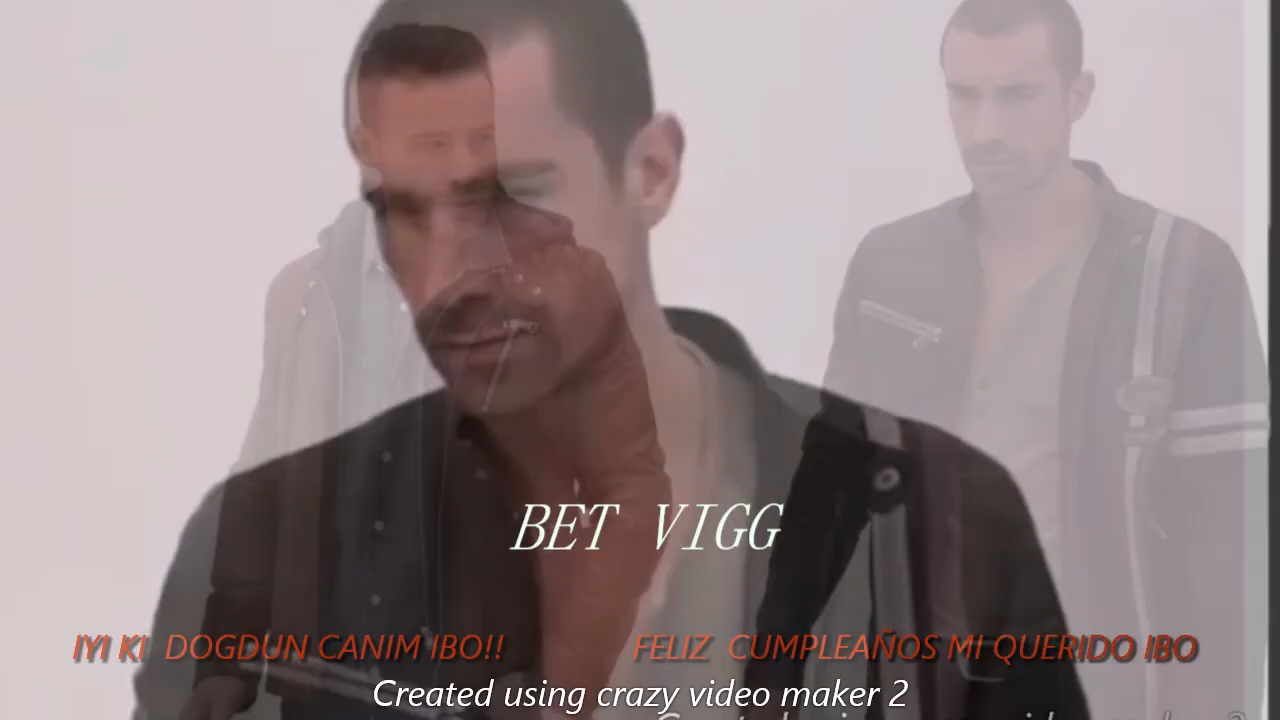 BET VIGG
IYI KI DOGDUN CANIM IBO!! FELIZ CUMPLEAÑOS MI QUERIDO IBO
Created using crazy video maker 2